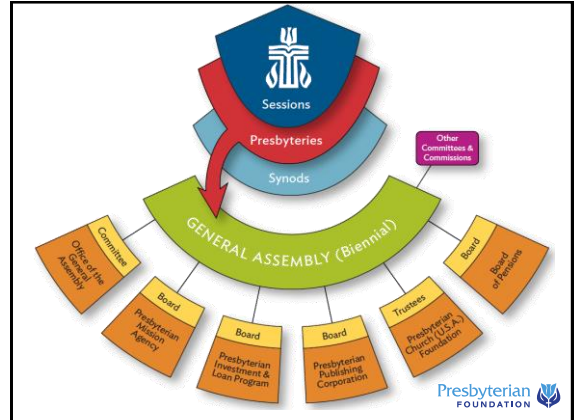 Sessions
Presbyteries
Synods
Other
Committees &
Commissions
GENERAL ASSEMBLY (Biennial)
Committee
Office of the
General
Assembly
Board
Presbyterian
Mission
Agency
Board
Presbyterian
Investment &
Loan Program
Board
Presbyterian
Publishing
Corporation
Trustees
Presbyterian
Church (U.S.A.)
Foundation
Board
Board
of Pensions
Presbyterian
FOUNDATION